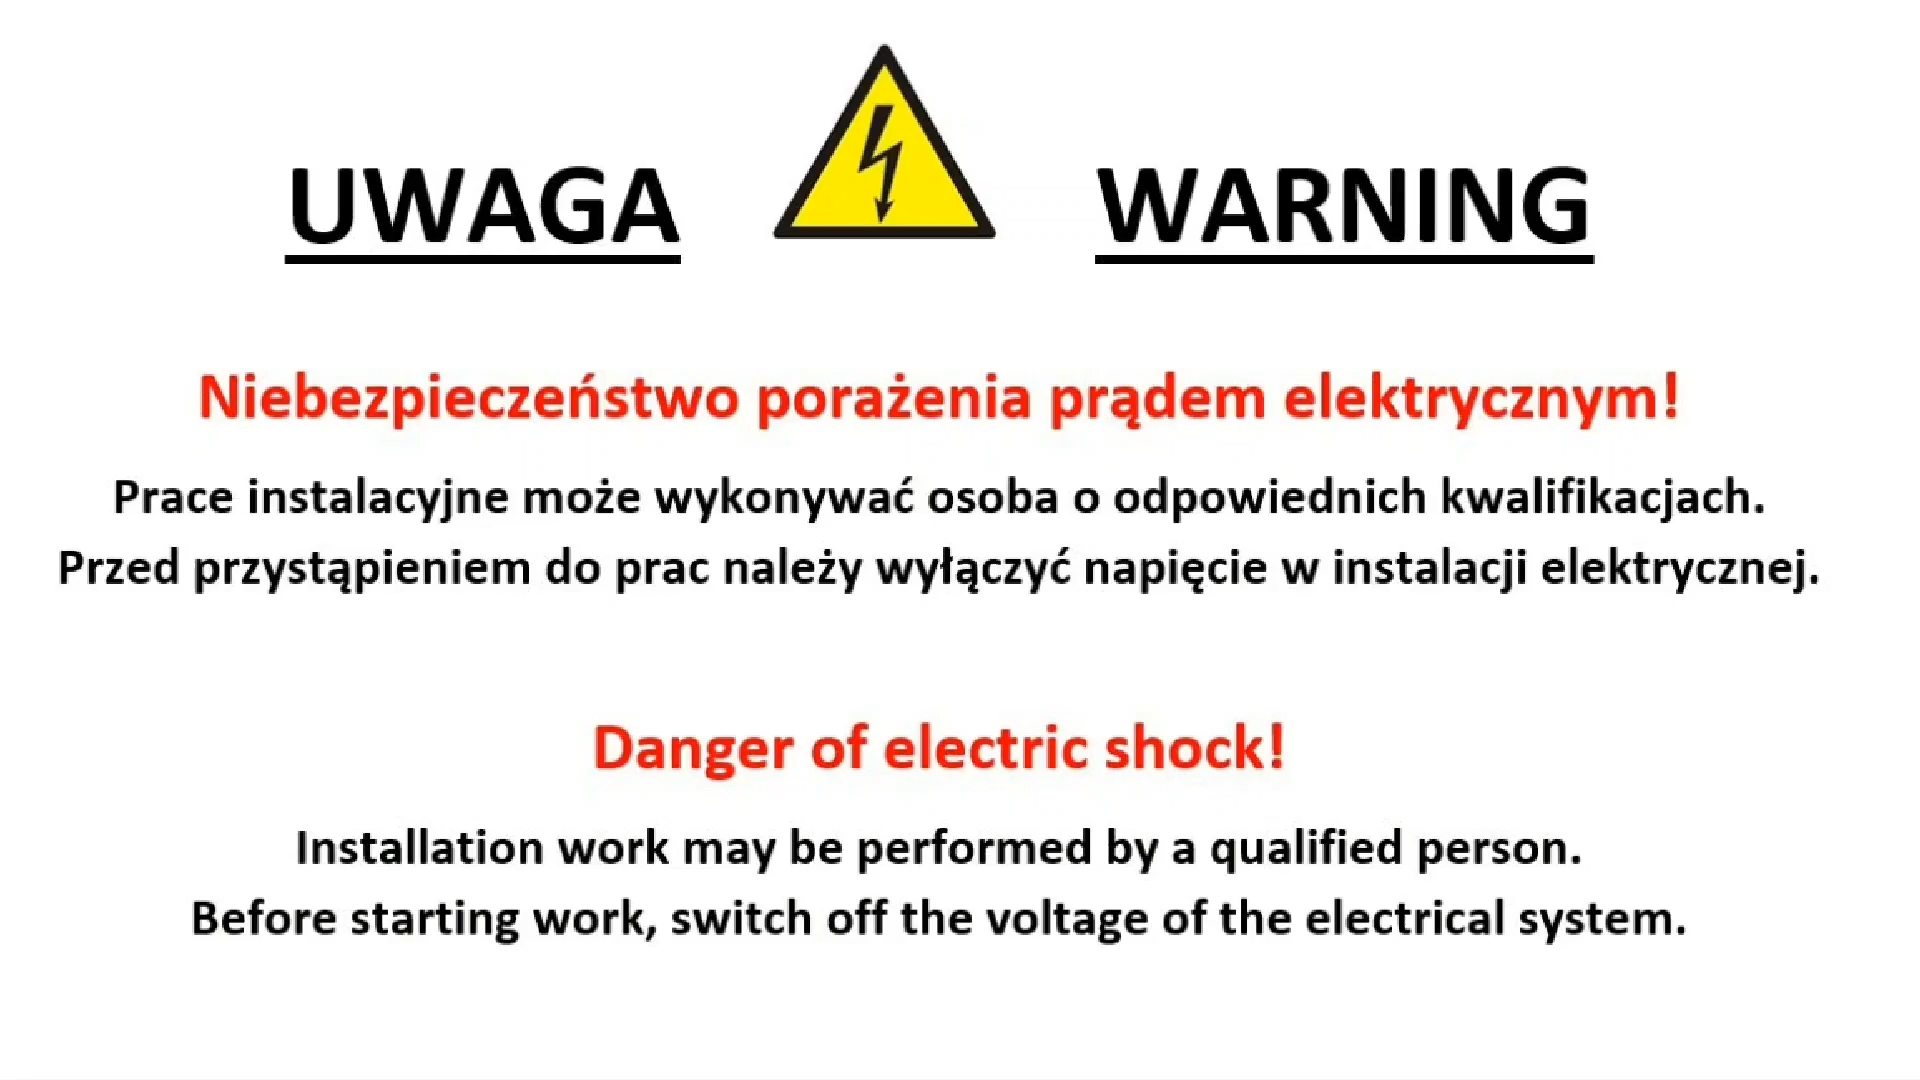 UWAGA WARNING
Niebezpieczeństwo porażenia prądem elektrycznym!
Prace instalacyjne może wykonywać osoba o odpowiednich kwalifikacjach.
Przed przystąpieniem do prac należy wyłączyć napięcie w instalacji elektrycznej.
Danger of electric shock!
Installation work may be performed by a qualified person.
Before starting work, switch off the voltage of the electrical system.